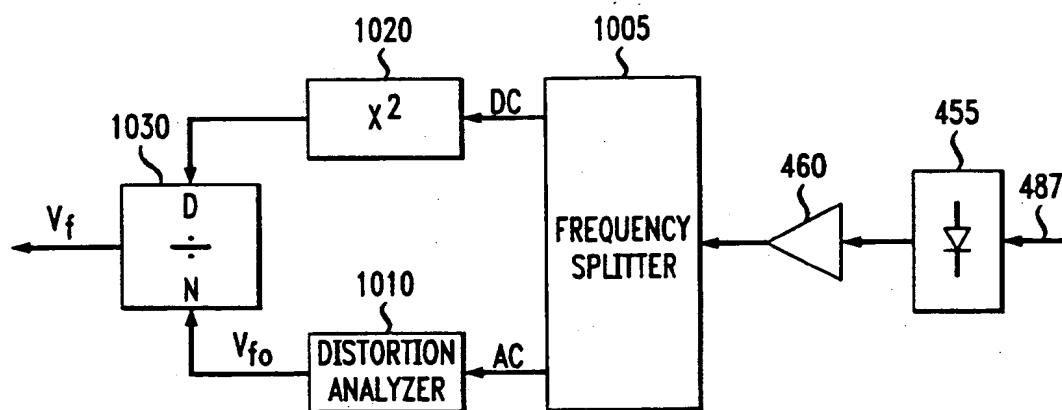 1005
1020
455
X²
DC
1030
460
487
D
÷
N
Vf
FREQUENCY
SPLITTER
1010
Vfo
DISTORTION
ANALYZER
AC